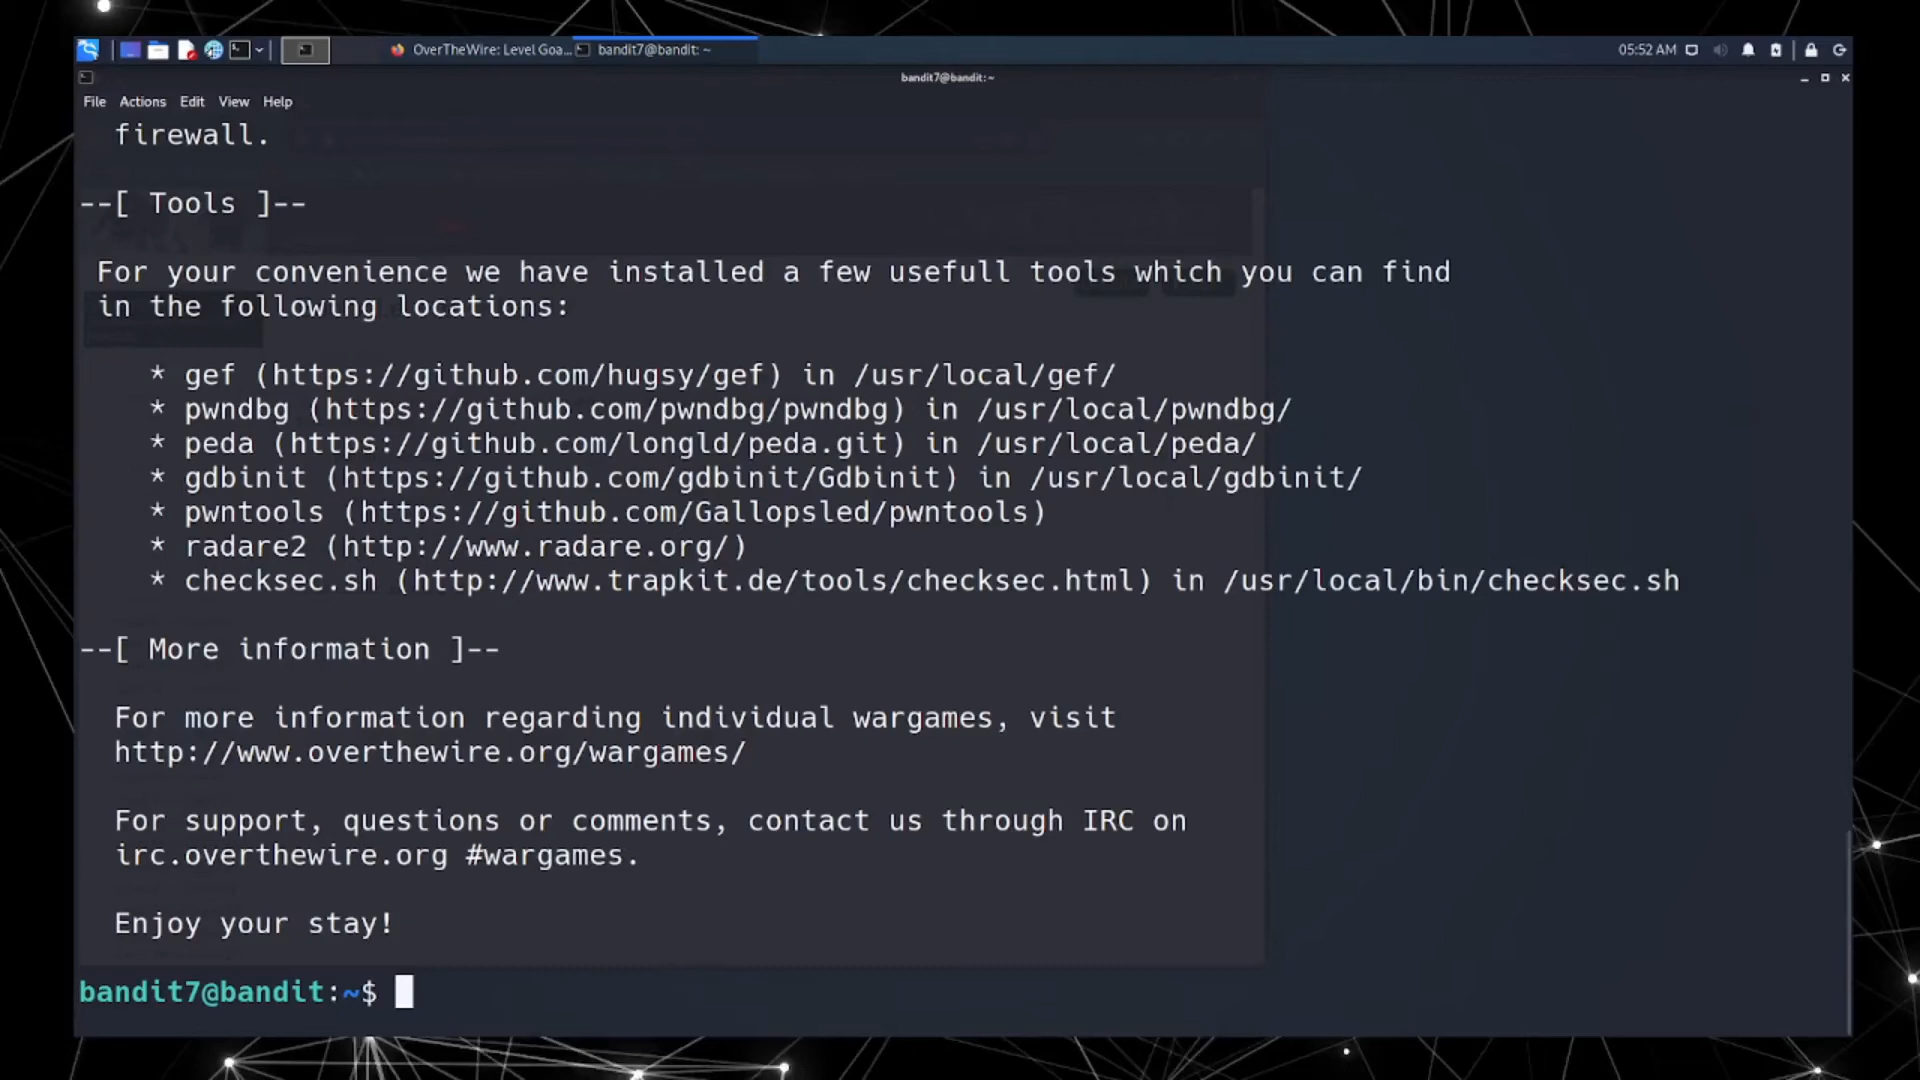 OverTheWire: Level Goa...
bandit7@bandit: ~
05:52 AM
bandit7@bandit:~
File Actions Edit View Help
firewall.
--[ Tools ]--
For your convenience we have installed a few usefull tools which you can find
in the following locations:
* gef (https://github.com/hugsy/gef) in /usr/local/gef/
* pwndbg (https://github.com/pwndbg/pwndbg) in /usr/local/pwndbg/
* peda (https://github.com/longld/peda.git) in /usr/local/peda/
* gdbinit (https://github.com/gdbinit/Gdbinit) in /usr/local/gdbinit/
* pwntools (https://github.com/Gallopsled/pwntools)
* radare2 (http://www.radare.org/)
* checksec.sh (http://www.trapkit.de/tools/checksec.html) in /usr/local/bin/checksec.sh
--[ More information ]--
For more information regarding individual wargames, visit
http://www.overthewire.org/wargames/
For support, questions or comments, contact us through IRC on
irc.overthewire.org #wargames.
Enjoy your stay!
bandit7@bandit:~$